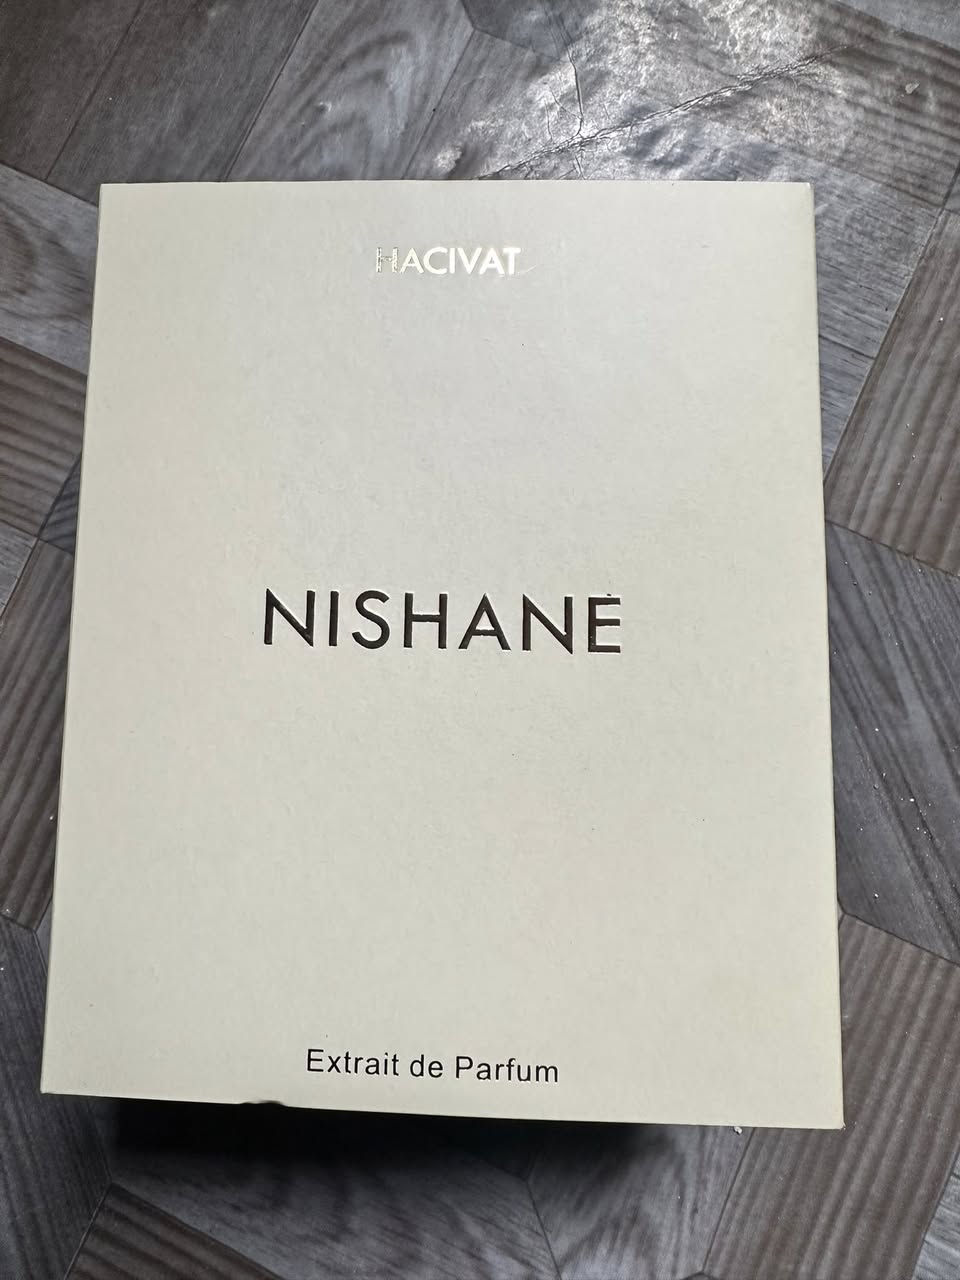 HACIVAT
NISHANE
Extrait de Parfum